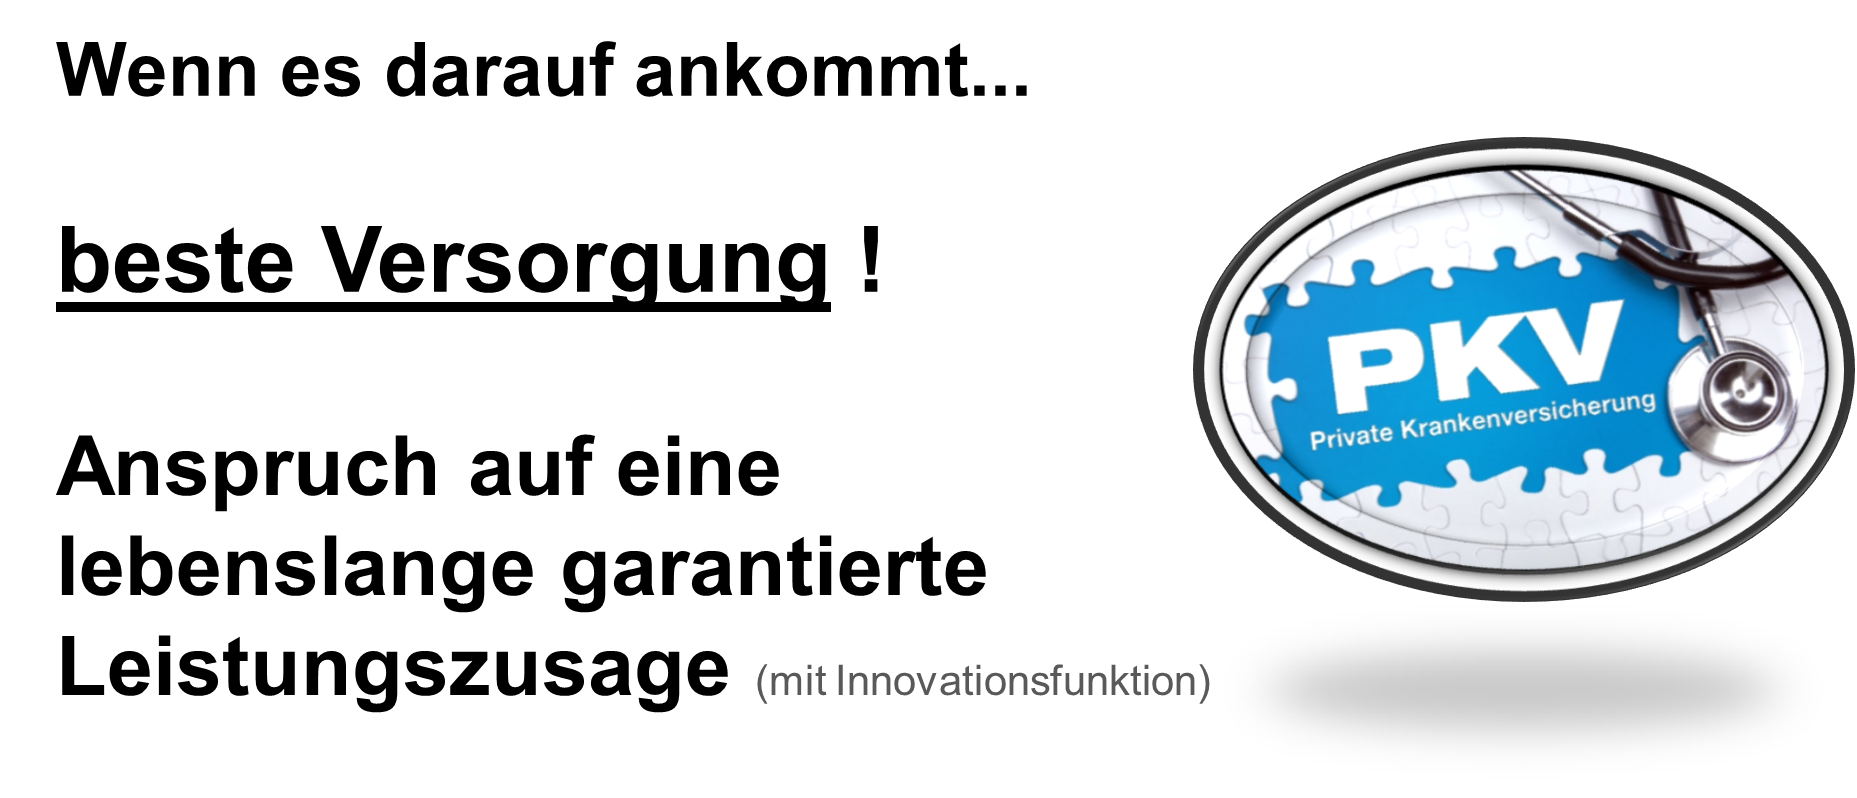 Wenn es darauf ankommt...
beste Versorgung !
Anspruch auf eine
lebenslange garantierte
Leistungszusage (mit Innovationsfunktion)
PKV
Private Krankenversicherung